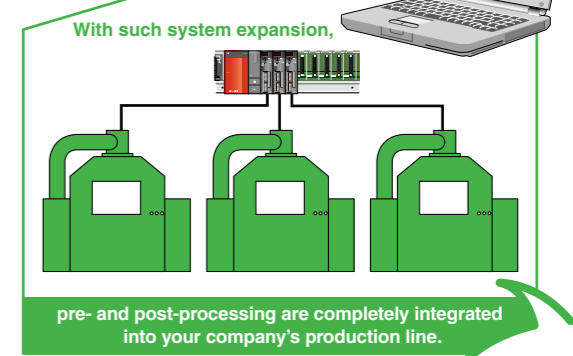 With such system expansion,
pre- and post-processing are completely integrated
into your company's production line.